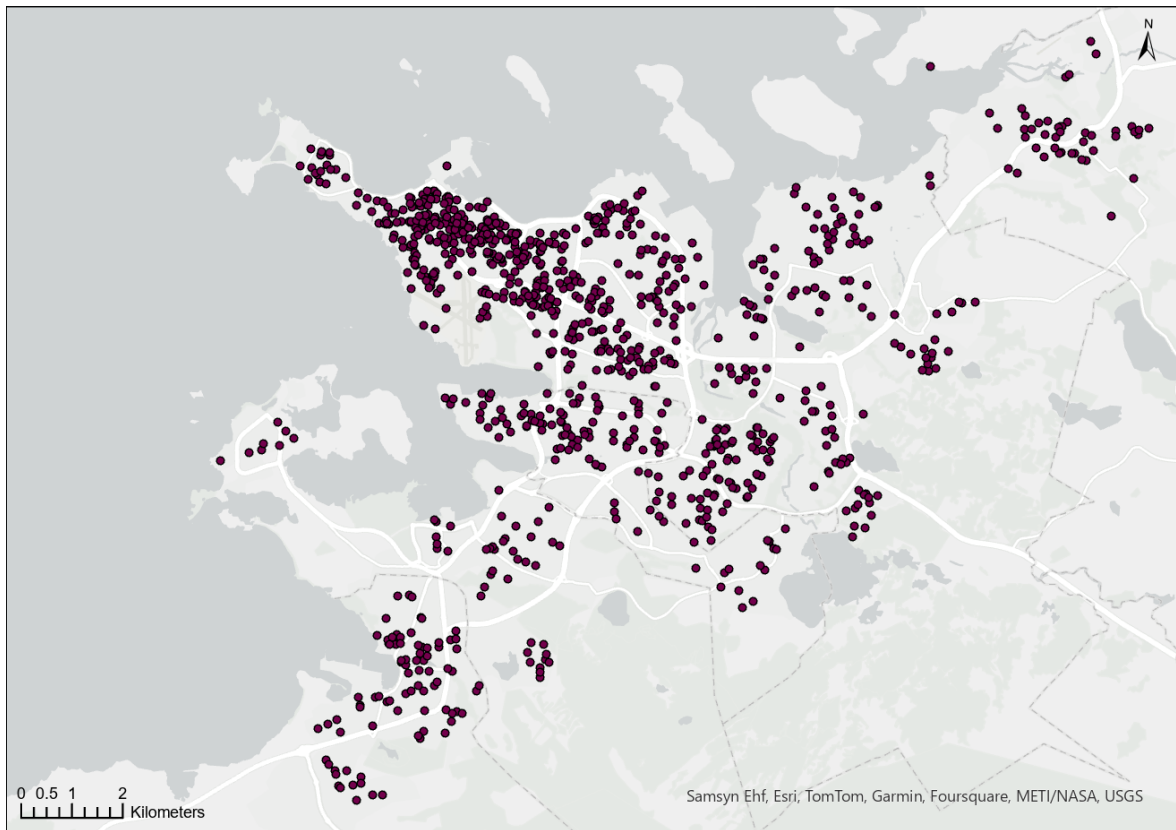 N
0 0.5 1 2
Kilometers
Samsyn Ehf, Esri, TomTom, Garmin, Foursquare, METI/NASA, USGS